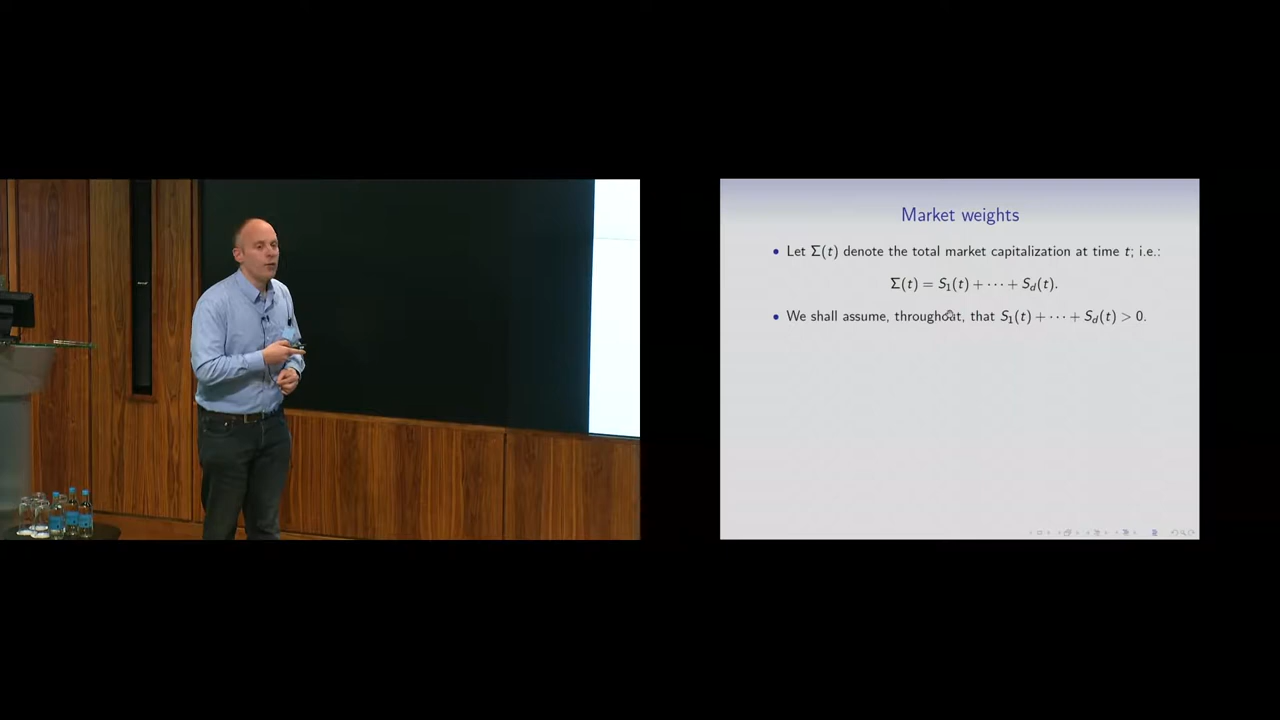 Market weights
• Let Σ(t) denote the total market capitalization at time t; i.e.:
Σ(t) = S₁(t) + ⋯ + S_d(t).
• We shall assume, throughout, that S₁(t) + ⋯ + S_d(t) > 0.